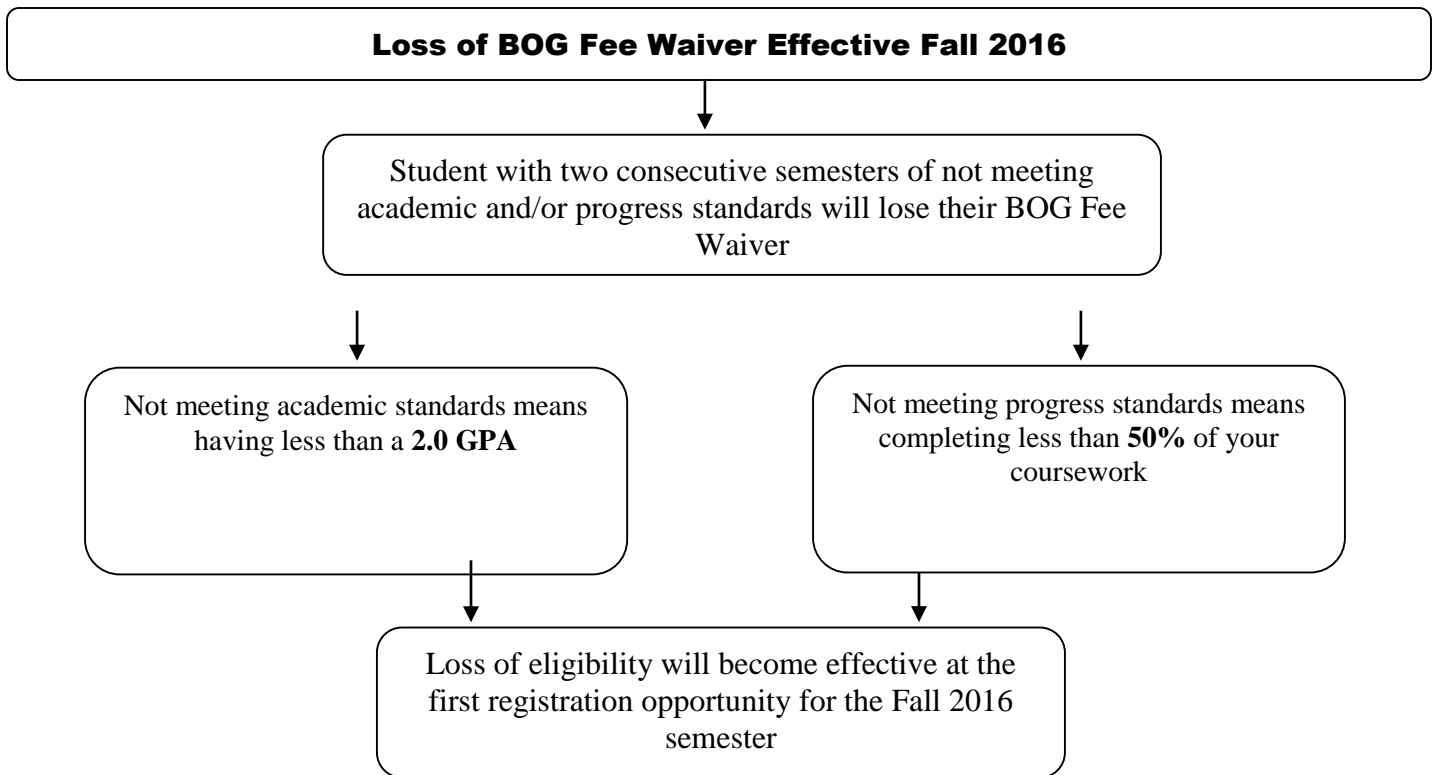 Loss of BOG Fee Waiver Effective Fall 2016
Student with two consecutive semesters of not meeting
academic and/or progress standards will lose their BOG Fee
Waiver
Not meeting academic standards means
having less than a 2.0 GPA
Not meeting progress standards means
completing less than 50% of your
coursework
Loss of eligibility will become effective at the
first registration opportunity for the Fall 2016
semester